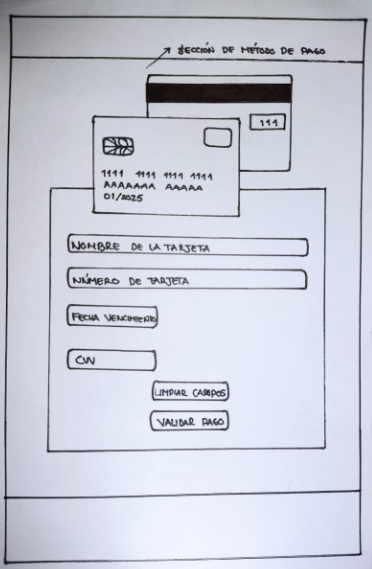 SECCIÓN DE MÉTODO DE PAGO
111
1111 1111 1111 1111
AAAAAAA AAAAA
01/2025
NOMBRE DE LA TARJETA
NÚMERO DE TARJETA
FECHA VENCIMIENTO
CVV
LIMPIAR CAMPOS
VALIDAR PAGO